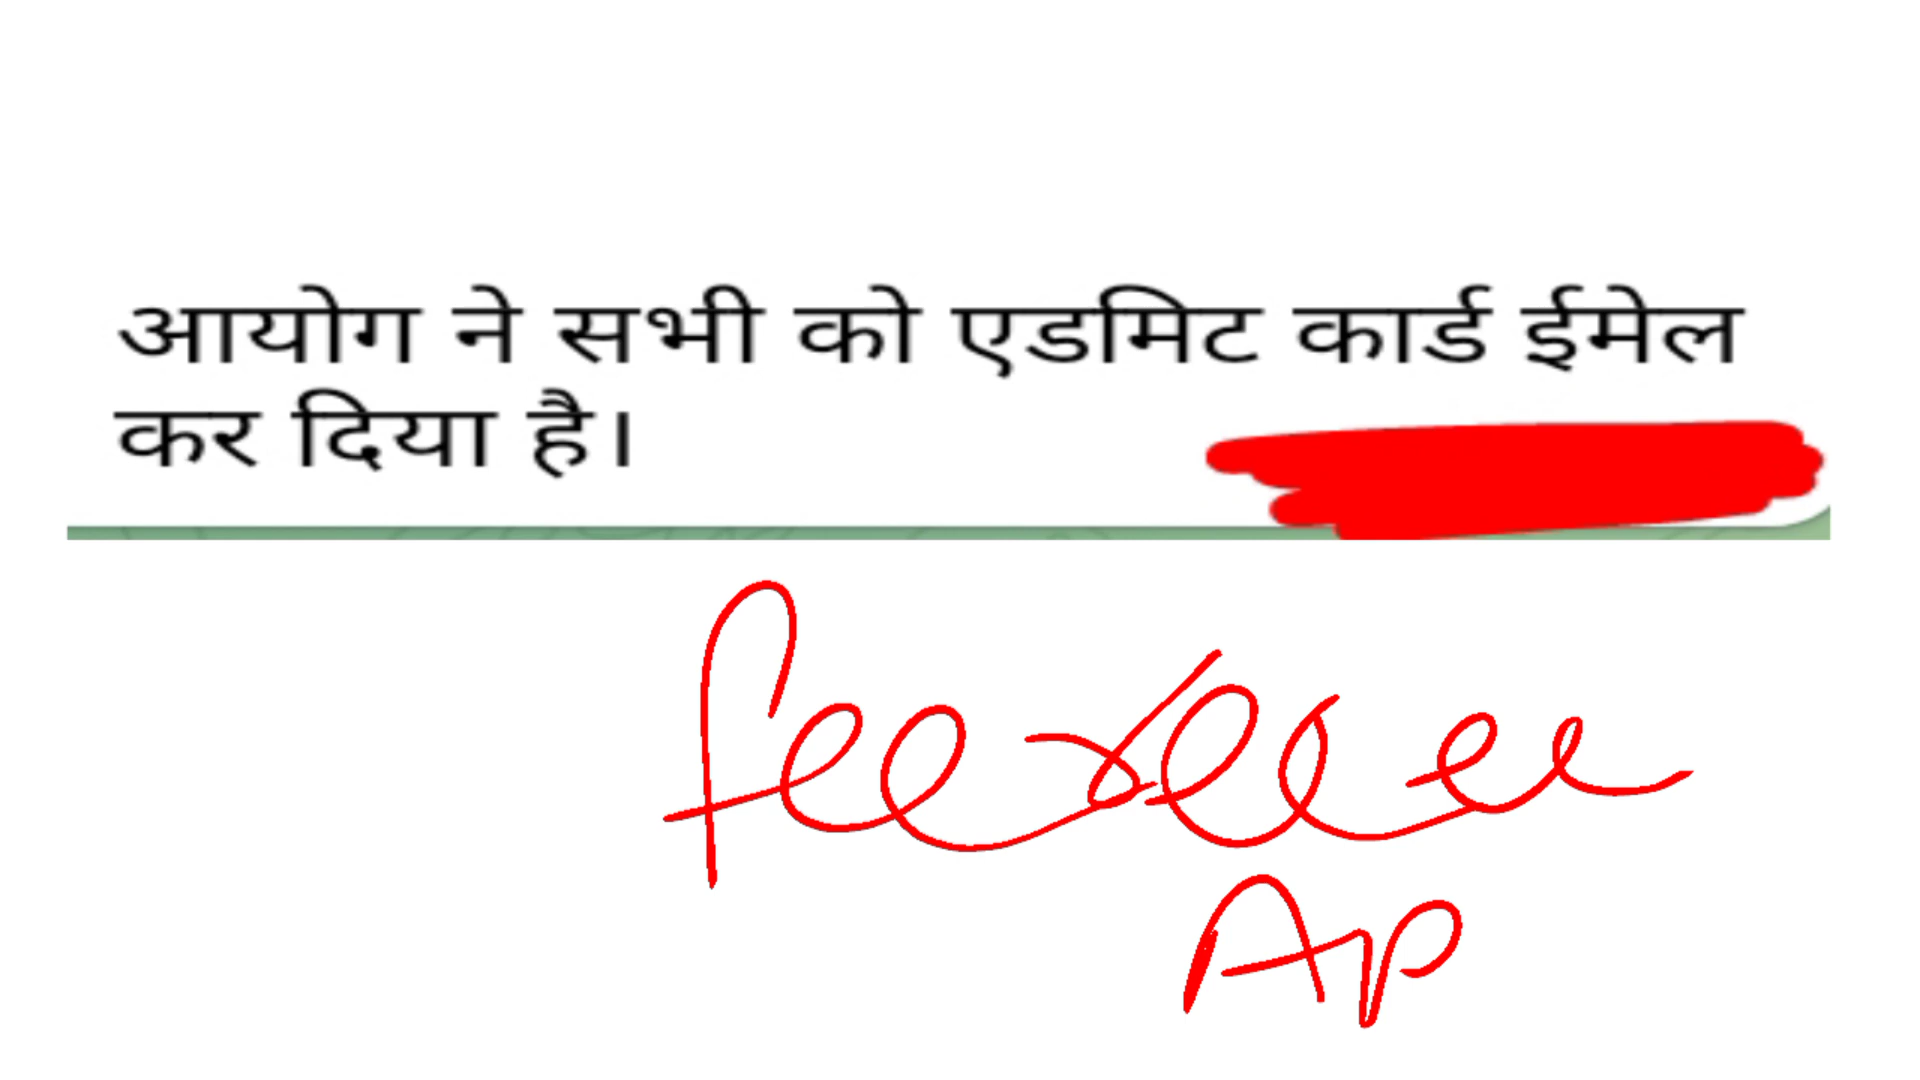 आयोग ने सभी को एडमिट कार्ड ईमेल
कर दिया है।
Ap